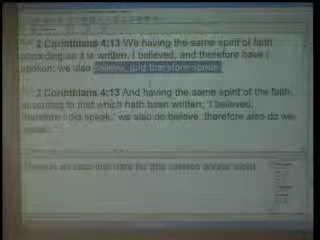 2 Corinthians 4:13 We having the same spirit of faith,
according as it is written, I believed, and therefore have I
spoken; we also believe, and therefore speak;
2 Corinthians 4:13 And having the same spirit of the faith,
according to that which hath been written, 'I believed,
therefore I did speak;' we also do believe, therefore also do we
speak;
There is no
data for this
word